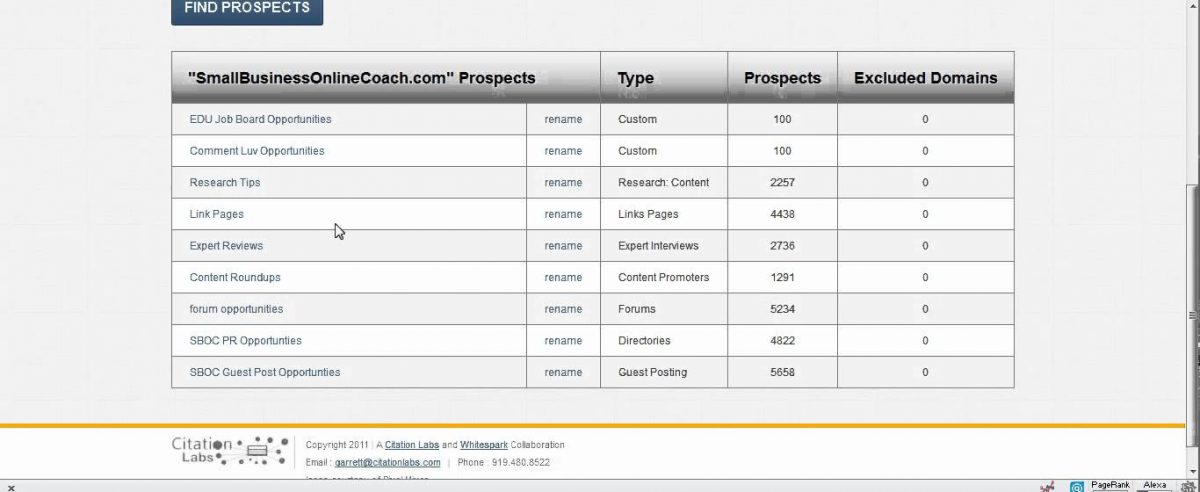 FIND PROSPECTS
"SmallBusinessOnlineCoach.com" Prospects Type Prospects Excluded Domains
EDU Job Board Opportunities rename Custom 100 0
Comment Luv Opportunities rename Custom 100 0
Research Tips rename Research: Content 2257 0
Link Pages rename Links Pages 4438 0
Expert Reviews rename Expert Interviews 2736 0
Content Roundups rename Content Promoters 1291 0
forum opportunities rename Forums 5234 0
SBOC PR Opportunties rename Directories 4822 0
SBOC Guest Post Opportunties rename Guest Posting 5658 0
Citation Labs
Copyright 2011 | A Citation Labs and Whitespark Collaboration
Email : garrett@citationlabs.com | Phone : 919.480.8522
x PageRank Alexa